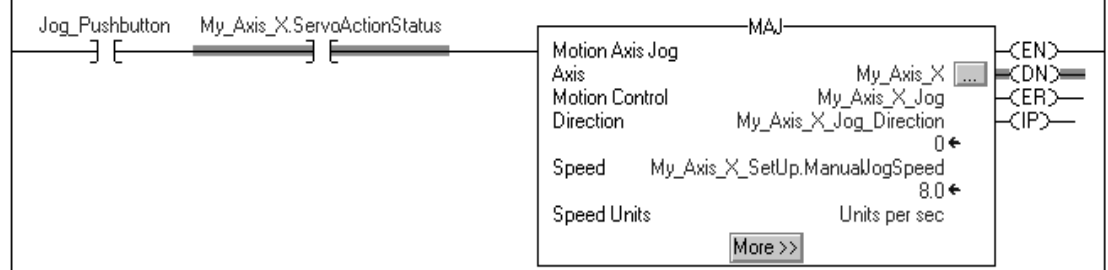 Jog_Pushbutton My_Axis_X.ServoActionStatus
MAJ
Motion Axis Jog
Axis My_Axis_X ...
Motion Control My_Axis_X_Jog
Direction My_Axis_X_Jog_Direction
0
Speed My_Axis_X_SetUp.ManualJogSpeed
8.0
Speed Units Units per sec
More >>
EN
DN
ER
IP